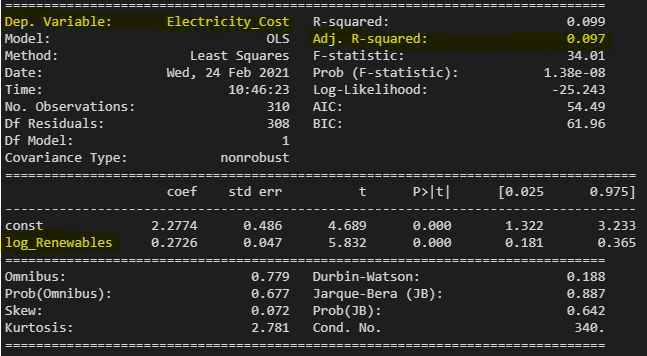 ==============================================================================
Dep. Variable: Electricity_Cost R-squared: 0.099
Model: OLS Adj. R-squared: 0.097
Method: Least Squares F-statistic: 34.01
Date: Wed, 24 Feb 2021 Prob (F-statistic): 1.38e-08
Time: 10:46:23 Log-Likelihood: -25.243
No. Observations: 310 AIC: 54.49
Df Residuals: 308 BIC: 61.96
Df Model: 1
Covariance Type: nonrobust
==============================================================================
coef std err t P>|t| [0.025 0.975]
------------------------------------------------------------------------------
const 2.2774 0.486 4.689 0.000 1.322 3.233
log_Renewables 0.2726 0.047 5.832 0.000 0.181 0.365
==============================================================================
Omnibus: 0.779 Durbin-Watson: 0.188
Prob(Omnibus): 0.677 Jarque-Bera (JB): 0.887
Skew: 0.072 Prob(JB): 0.642
Kurtosis: 2.781 Cond. No. 340.
==============================================================================